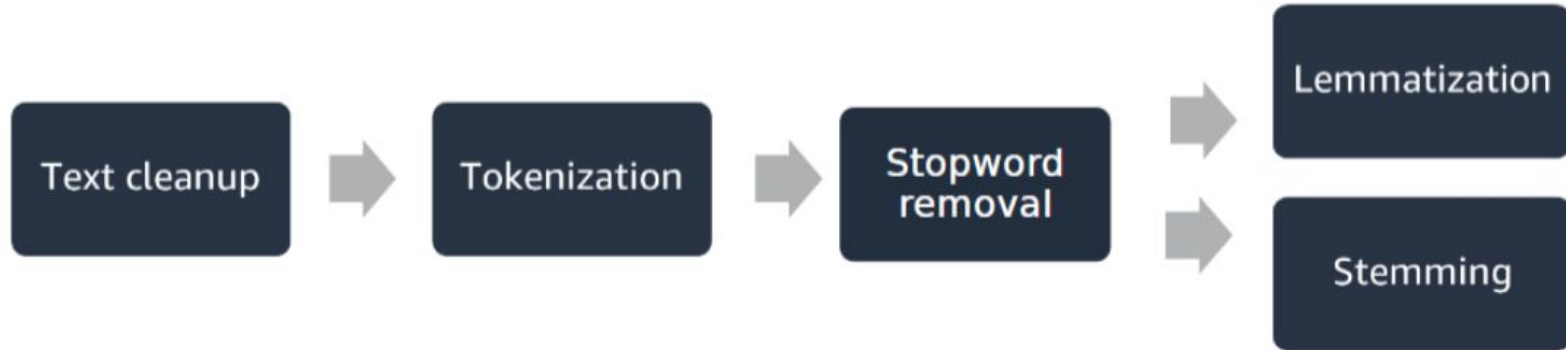 Text cleanup
Tokenization
Stopword
removal
Lemmatization
Stemming